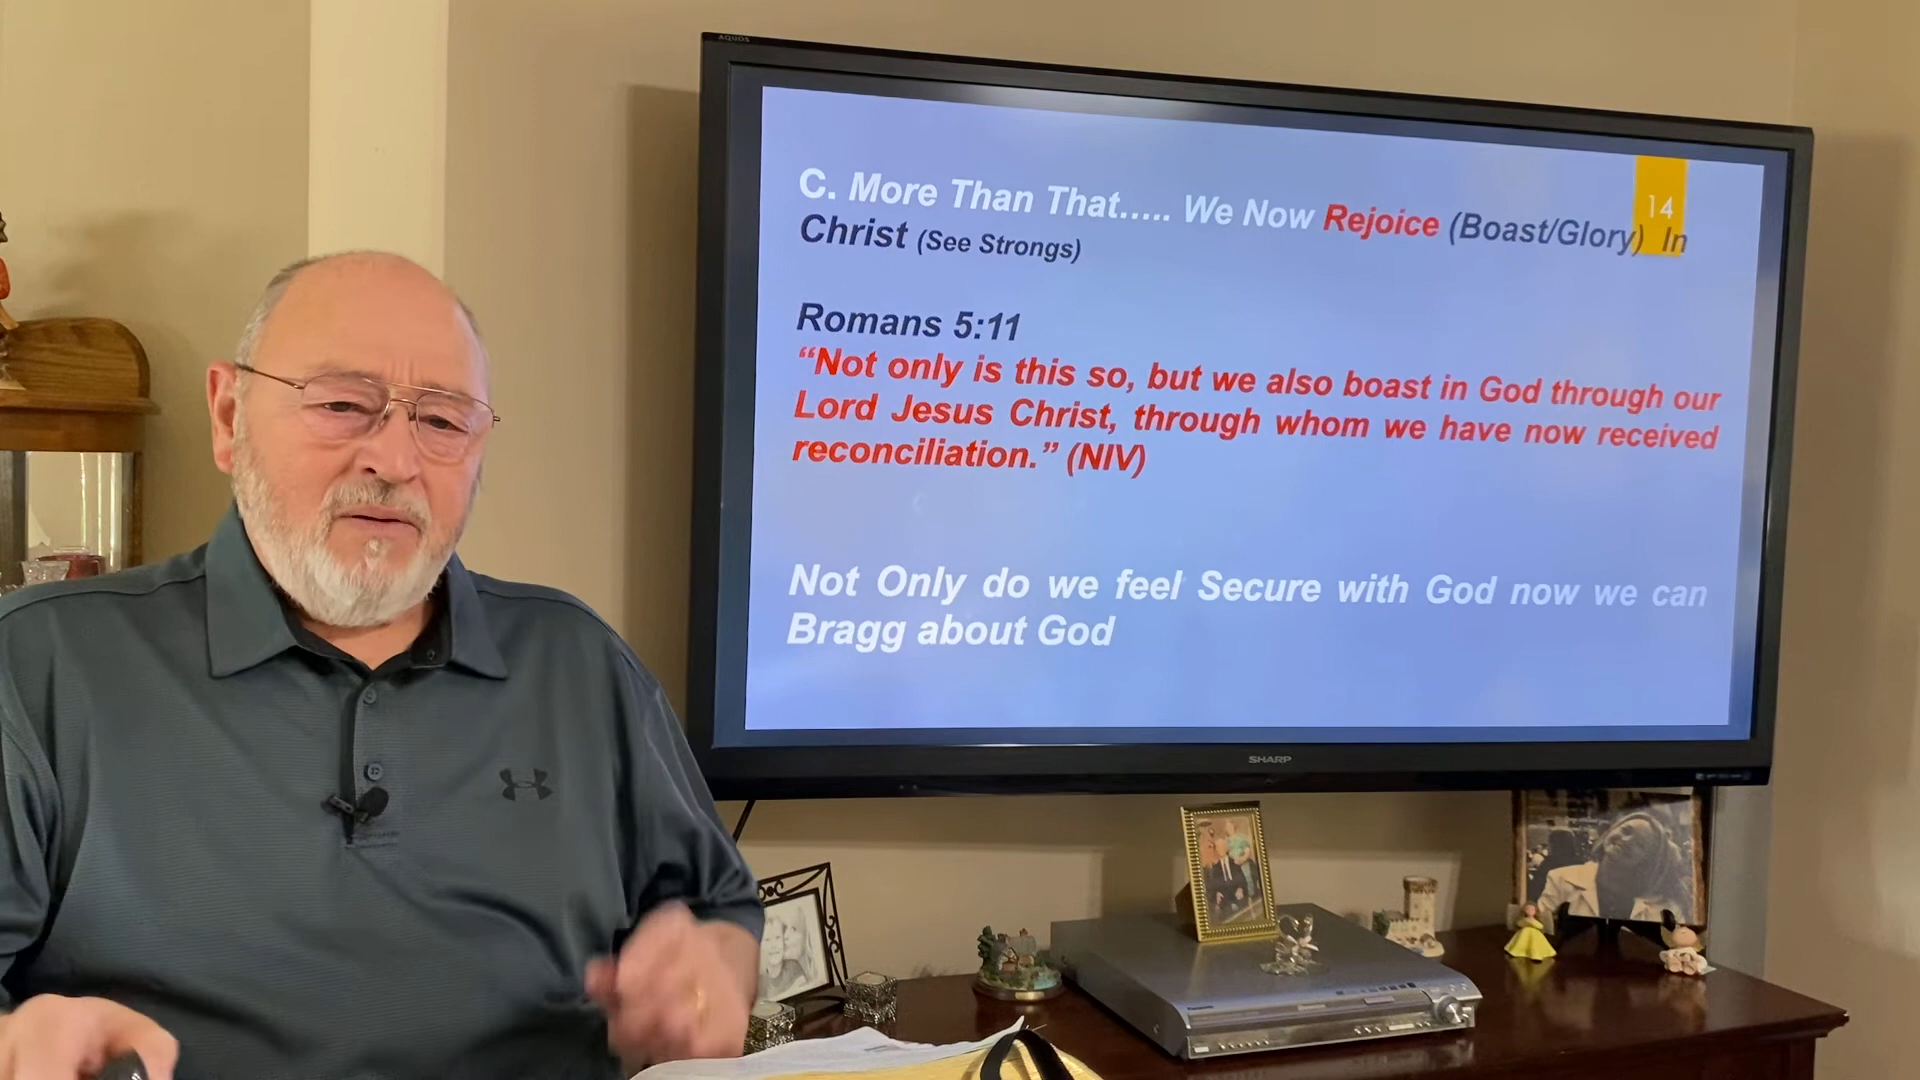 AQUOS
14
C. More Than That..... We Now Rejoice (Boast/Glory) In
Christ (See Strongs)
Romans 5:11
“Not only is this so, but we also boast in God through our
Lord Jesus Christ, through whom we have now received
reconciliation.” (NIV)
Not Only do we feel Secure with God now we can
Bragg about God
SHARP
Panasonic